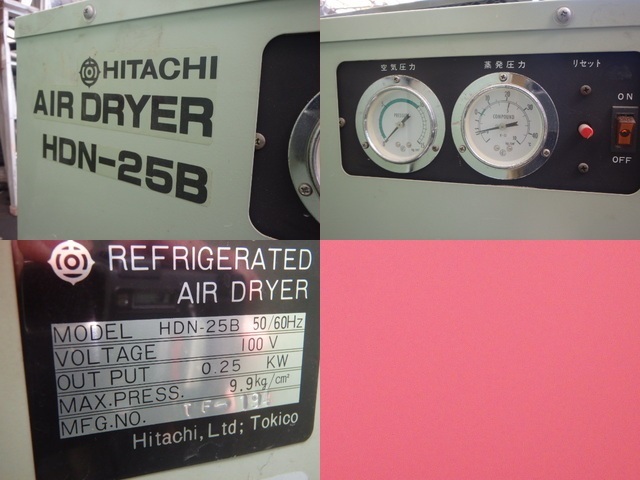 HITACHI
AIR DRYER
HDN-25B
空気圧力
蒸発圧力
リセット
COMPOUND
ON
OFF
REFRIGERATED
AIR DRYER
MODEL HDN-25B 50/60Hz
VOLTAGE 100 V
OUT PUT 0.25 KW
MAX.PRESS. 9.9kg/cm²
MFG.NO.
Hitachi,Ltd; Tokico